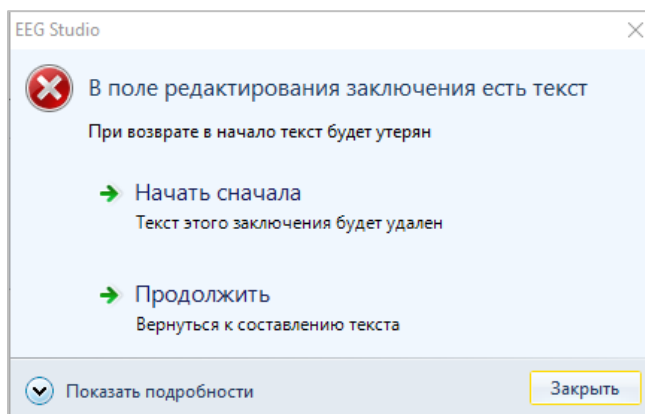 EEG Studio
В поле редактирования заключения есть текст
При возврате в начало текст будет утерян
Начать сначала
Текст этого заключения будет удален
Продолжить
Вернуться к составлению текста
Показать подробности
Закрыть